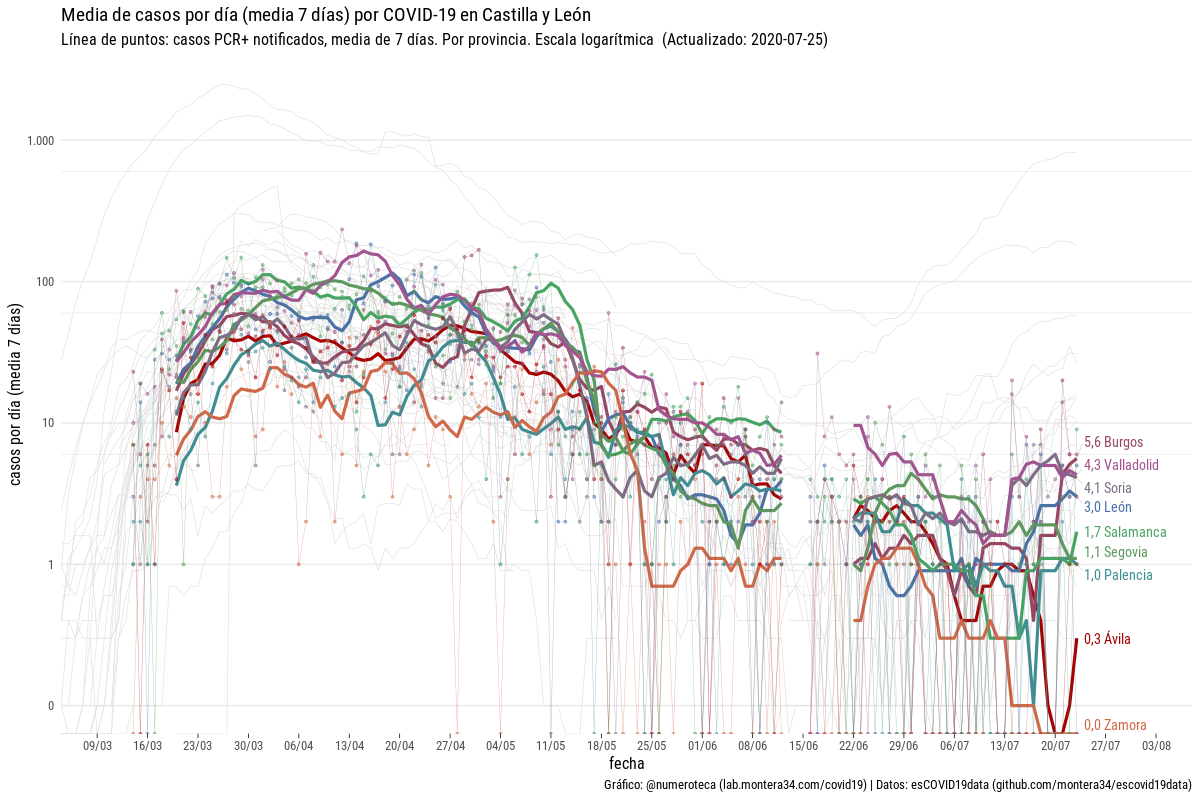 Media de casos por día (media 7 días) por COVID-19 en Castilla y León
Línea de puntos: casos PCR+ notificados, media de 7 días. Por provincia. Escala logarítmica (Actualizado: 2020-07-25)
casos por día (media 7 días)
1.000
100
10
1
0
5,6 Burgos
4,3 Valladolid
4,1 Soria
3,0 León
1,7 Salamanca
1,1 Segovia
1,0 Palencia
0,3 Ávila
0,0 Zamora
09/03 16/03 23/03 30/03 06/04 13/04 20/04 27/04 04/05 11/05 18/05 25/05 01/06 08/06 15/06 22/06 29/06 06/07 13/07 20/07 27/07 03/08
fecha
Gráfico: @numeroteca (lab.montera34.com/covid19) | Datos: esCOVID19data (github.com/montera34/escovid19data)